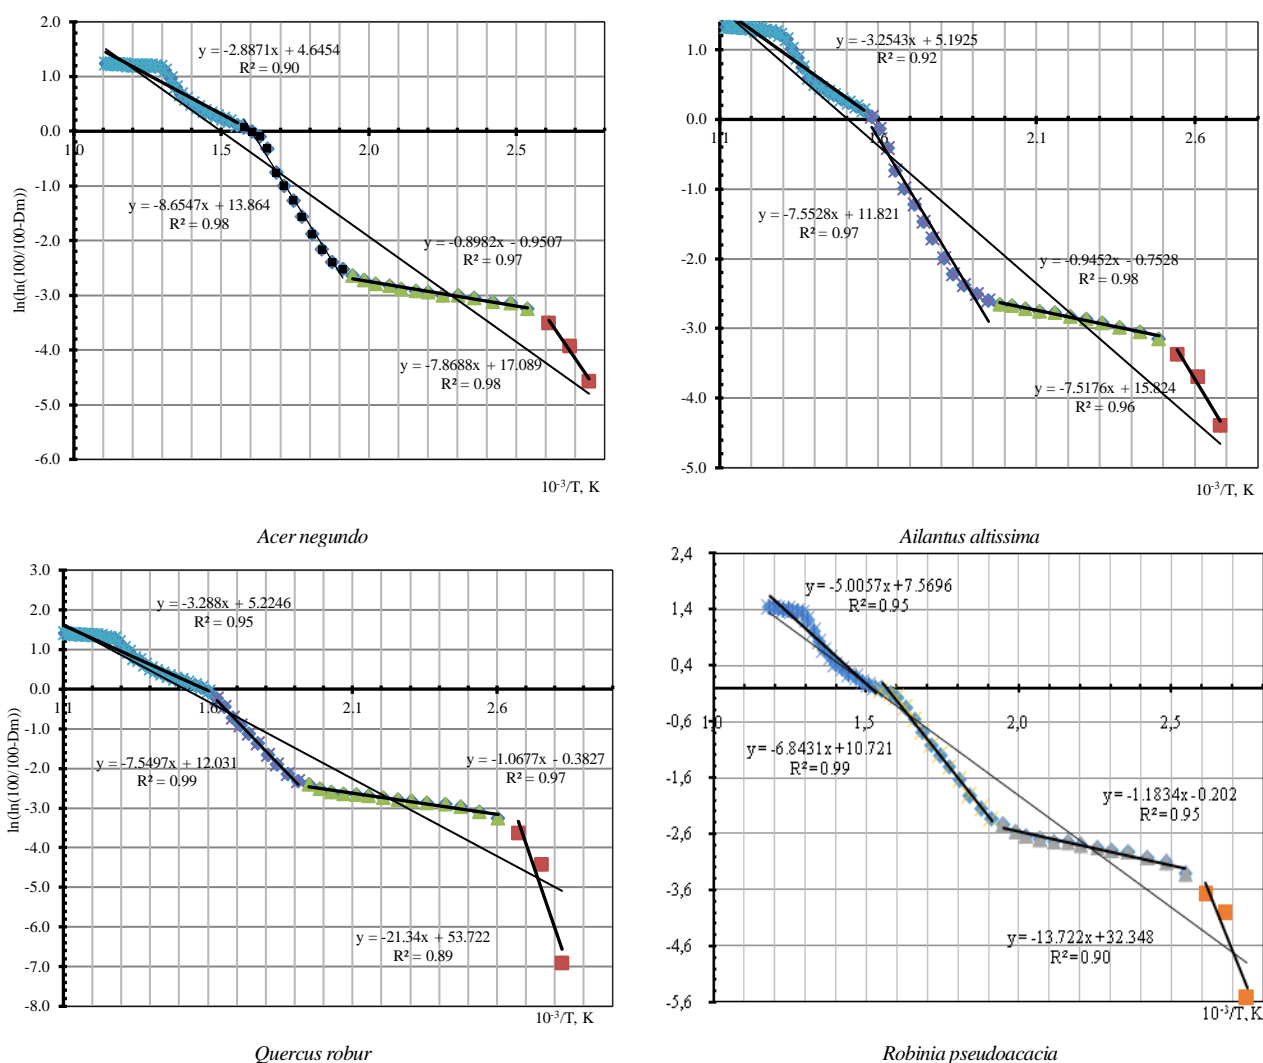 2.0
1.0
0.0
-1.0
-2.0
-3.0
-4.0
-5.0
-6.0
1.0
1.5
2.0
2.5
ln(ln(100/100-Dm))
y = -2.8871x + 4.6454
R² = 0.90
y = -8.6547x + 13.864
R² = 0.98
y = -0.8982x - 0.9507
R² = 0.97
y = -7.8688x + 17.089
R² = 0.98
10⁻³/T, K
Acer negundo
1.0
0.0
-1.0
-2.0
-3.0
-4.0
-5.0
1.1
1.6
2.1
2.6
y = -3.2543x + 5.1925
R² = 0.92
y = -7.5528x + 11.821
R² = 0.97
y = -0.9452x - 0.7528
R² = 0.98
y = -7.5176x + 15.824
R² = 0.96
10⁻³/T, K
Ailantus altissima
3.0
2.0
1.0
0.0
-1.0
-2.0
-3.0
-4.0
-5.0
-6.0
-7.0
-8.0
1.1
1.6
2.1
2.6
ln(ln(100/100-Dm))
y = -3.288x + 5.2246
R² = 0.95
y = -7.5497x + 12.031
R² = 0.99
y = -1.0677x - 0.3827
R² = 0.97
y = -21.34x + 53.722
R² = 0.89
10⁻³/T, K
Quercus robur
2,4
1,4
0,4
-0,6
-1,6
-2,6
-3,6
-4,6
-5,6
1,0
1,5
2,0
2,5
y = -5.0057x + 7.5696
R² = 0.95
y = -6.8431x + 10.721
R² = 0.99
y = -1.1834x - 0.202
R² = 0.95
y = -13.722x + 32.348
R² = 0.90
10⁻³/T, K
Robinia pseudoacacia